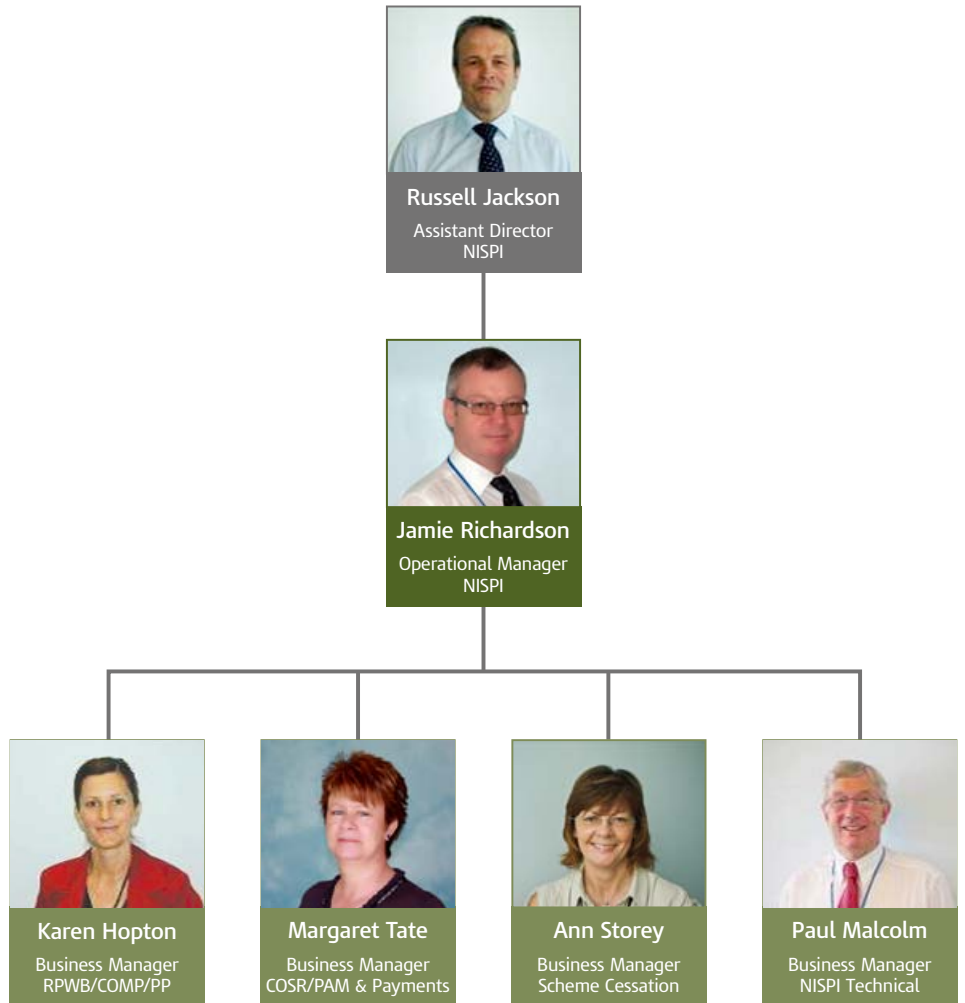 Russell Jackson
Assistant Director
NISPI
Jamie Richardson
Operational Manager
NISPI
Karen Hopton
Business Manager
RPWB/COMP/PP
Margaret Tate
Business Manager
COSR/PAM & Payments
Ann Storey
Business Manager
Scheme Cessation
Paul Malcolm
Business Manager
NISPI Technical